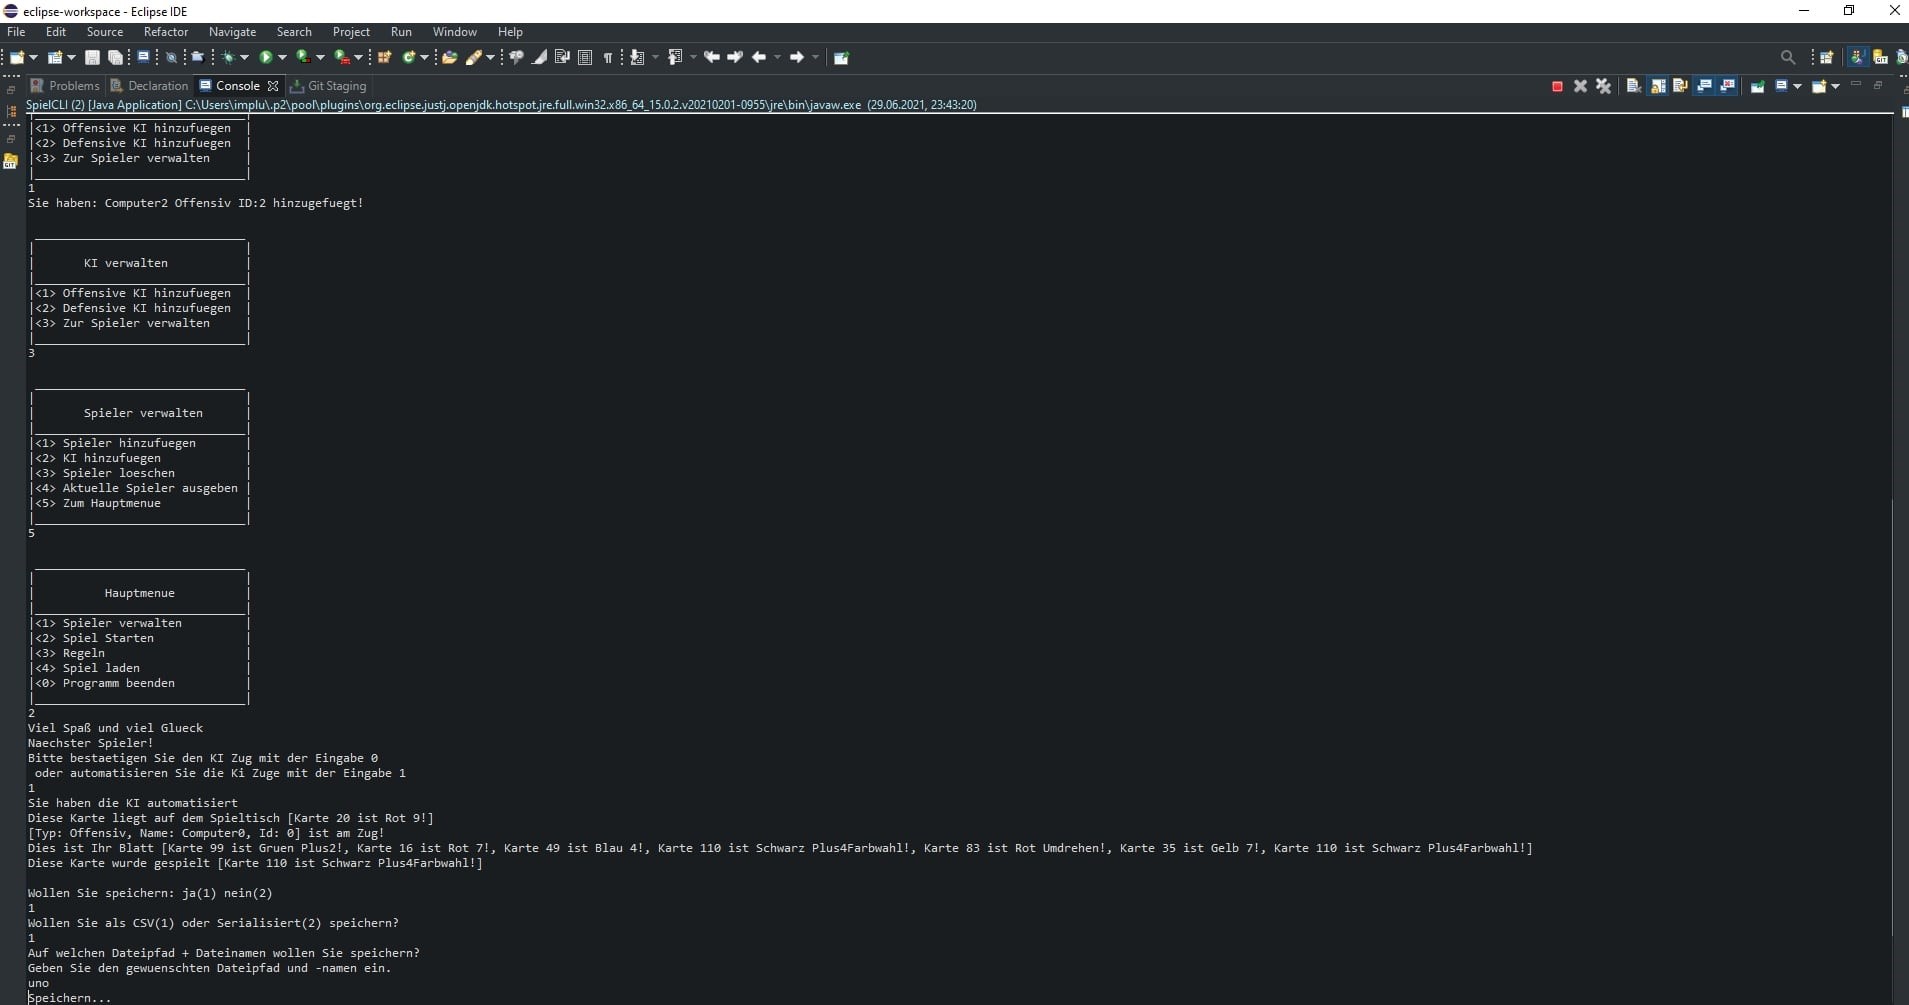 eclipse-workspace - Eclipse IDE
File Edit Source Refactor Navigate Search Project Run Window Help
Problems Declaration Console Git Staging
SpielCLI (2) [Java Application] C:\Users\implu\.p2\pool\plugins\org.eclipse.justj.openjdk.hotspot.jre.full.win32.x86_64_15.0.2.v20210201-0955\jre\bin\javaw.exe (29.06.2021, 23:43:20)
|<1> Offensive KI hinzufuegen |
|<2> Defensive KI hinzufuegen |
|<3> Zur Spieler verwalten |
|______________________________|
1
Sie haben: Computer2 Offensiv ID:2 hinzugefuegt!
______________________________
| |
| KI verwalten |
|______________________________|
|<1> Offensive KI hinzufuegen |
|<2> Defensive KI hinzufuegen |
|<3> Zur Spieler verwalten |
|______________________________|
3
______________________________
| |
| Spieler verwalten |
|______________________________|
|<1> Spieler hinzufuegen |
|<2> KI hinzufuegen |
|<3> Spieler loeschen |
|<4> Aktuelle Spieler ausgeben |
|<5> Zum Hauptmenue |
|______________________________|
5
______________________________
| |
| Hauptmenue |
|______________________________|
|<1> Spieler verwalten |
|<2> Spiel Starten |
|<3> Regeln |
|<4> Spiel laden |
|<0> Programm beenden |
|______________________________|
2
Viel Spaß und viel Glueck
Naechster Spieler!
Bitte bestaetigen Sie den KI Zug mit der Eingabe 0
oder automatisieren Sie die Ki Zuge mit der Eingabe 1
1
Sie haben die KI automatisiert
Diese Karte liegt auf dem Spieltisch [Karte 20 ist Rot 9!]
[Typ: Offensiv, Name: Computer0, Id: 0] ist am Zug!
Dies ist Ihr Blatt [Karte 99 ist Gruen Plus2!, Karte 16 ist Rot 7!, Karte 49 ist Blau 4!, Karte 110 ist Schwarz Plus4Farbwahl!, Karte 83 ist Rot Umdrehen!, Karte 35 ist Gelb 7!, Karte 110 ist Schwarz Plus4Farbwahl!]
Diese Karte wurde gespielt [Karte 110 ist Schwarz Plus4Farbwahl!]
Wollen Sie speichern: ja(1) nein(2)
1
Wollen Sie als CSV(1) oder Serialisiert(2) speichern?
1
Auf welchen Dateipfad + Dateinamen wollen Sie speichern?
Geben Sie den gewuenschten Dateipfad und -namen ein.
uno
Speichern...